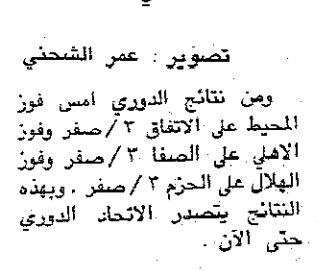 تصوير : عمر الشحني
ومن نتائج الدوري امس فوز
المحيط على الاتفاق ٣ /صفر وفوز
الاهلي على الصفا ٣ /صفر وفوز
الهلال على الحزم ٣ /صفر . وبهذه
النتائج يتصدر الاتحاد الدوري
حتى الآن .